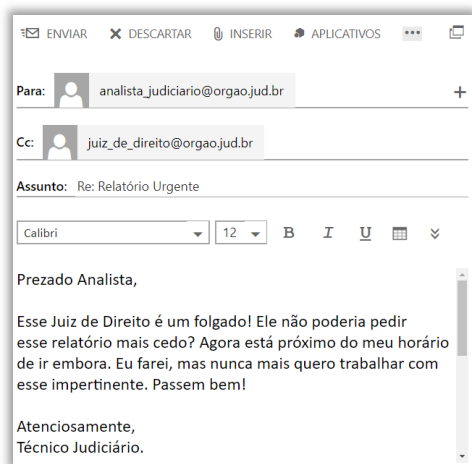 ENVIAR DESCARTAR INSERIR APLICATIVOS ...
Para: analista_judiciario@orgao.jud.br +
Cc: juiz_de_direito@orgao.jud.br
Assunto: Re: Relatório Urgente
Calibri 12 B I U
Prezado Analista,
Esse Juiz de Direito é um folgado! Ele não poderia pedir
esse relatório mais cedo? Agora está próximo do meu horário
de ir embora. Eu farei, mas nunca mais quero trabalhar com
esse impertinente. Passem bem!
Atenciosamente,
Técnico Judiciário.